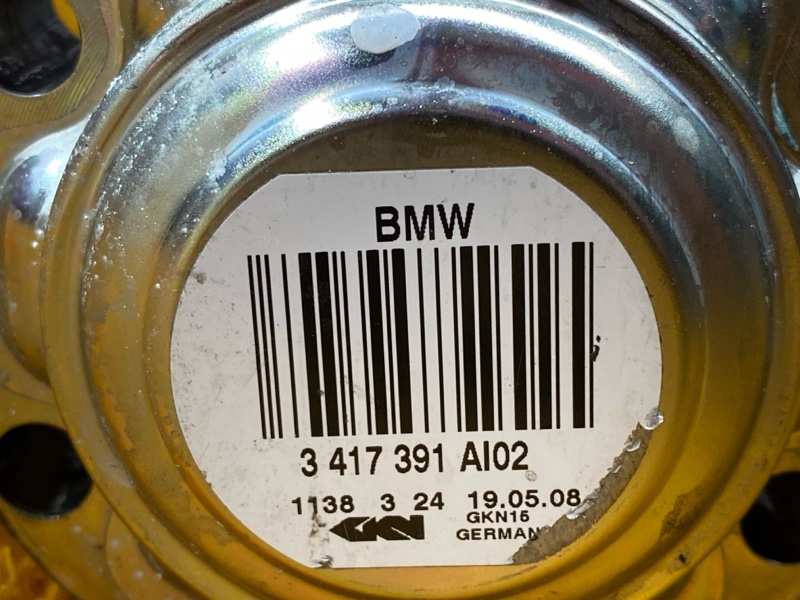 BMW
3 417 391 AI02
1138 3 24 19.05.08
GKN GKN15
GERMAN